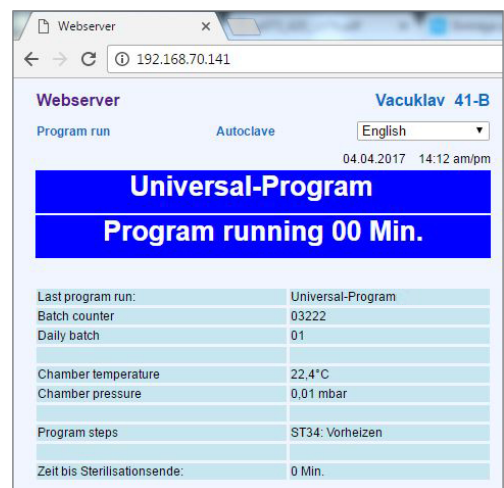 Webserver
192.168.70.141
Webserver Vacuklav 41-B
Program run Autoclave English
04.04.2017 14:12 am/pm
Universal-Program
Program running 00 Min.
Last program run: Universal-Program
Batch counter 03222
Daily batch 01
Chamber temperature 22,4°C
Chamber pressure 0,01 mbar
Program steps ST34: Vorheizen
Zeit bis Sterilisationsende: 0 Min.